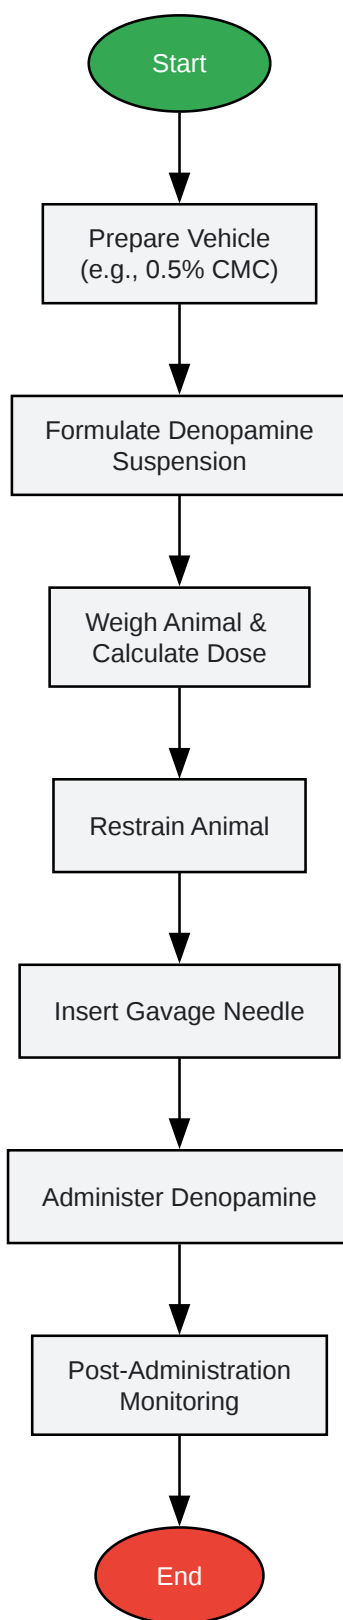 Start
Prepare Vehicle
(e.g., 0.5% CMC)
Formulate Denopamine
Suspension
Weigh Animal &
Calculate Dose
Restrain Animal
Insert Gavage Needle
Administer Denopamine
Post-Administration
Monitoring
End